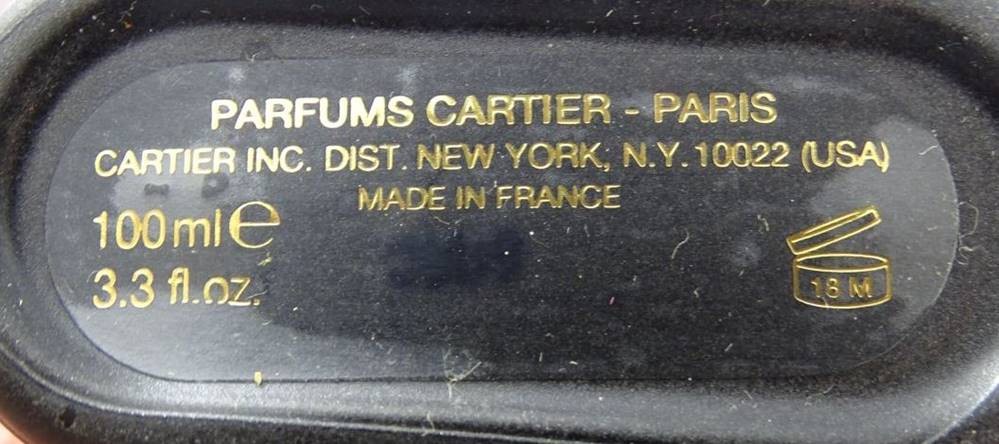 PARFUMS CARTIER - PARIS
CARTIER INC. DIST. NEW YORK, N.Y. 10022 (USA)
MADE IN FRANCE
100 ml ℮
3.3 fl.oz.
18 M